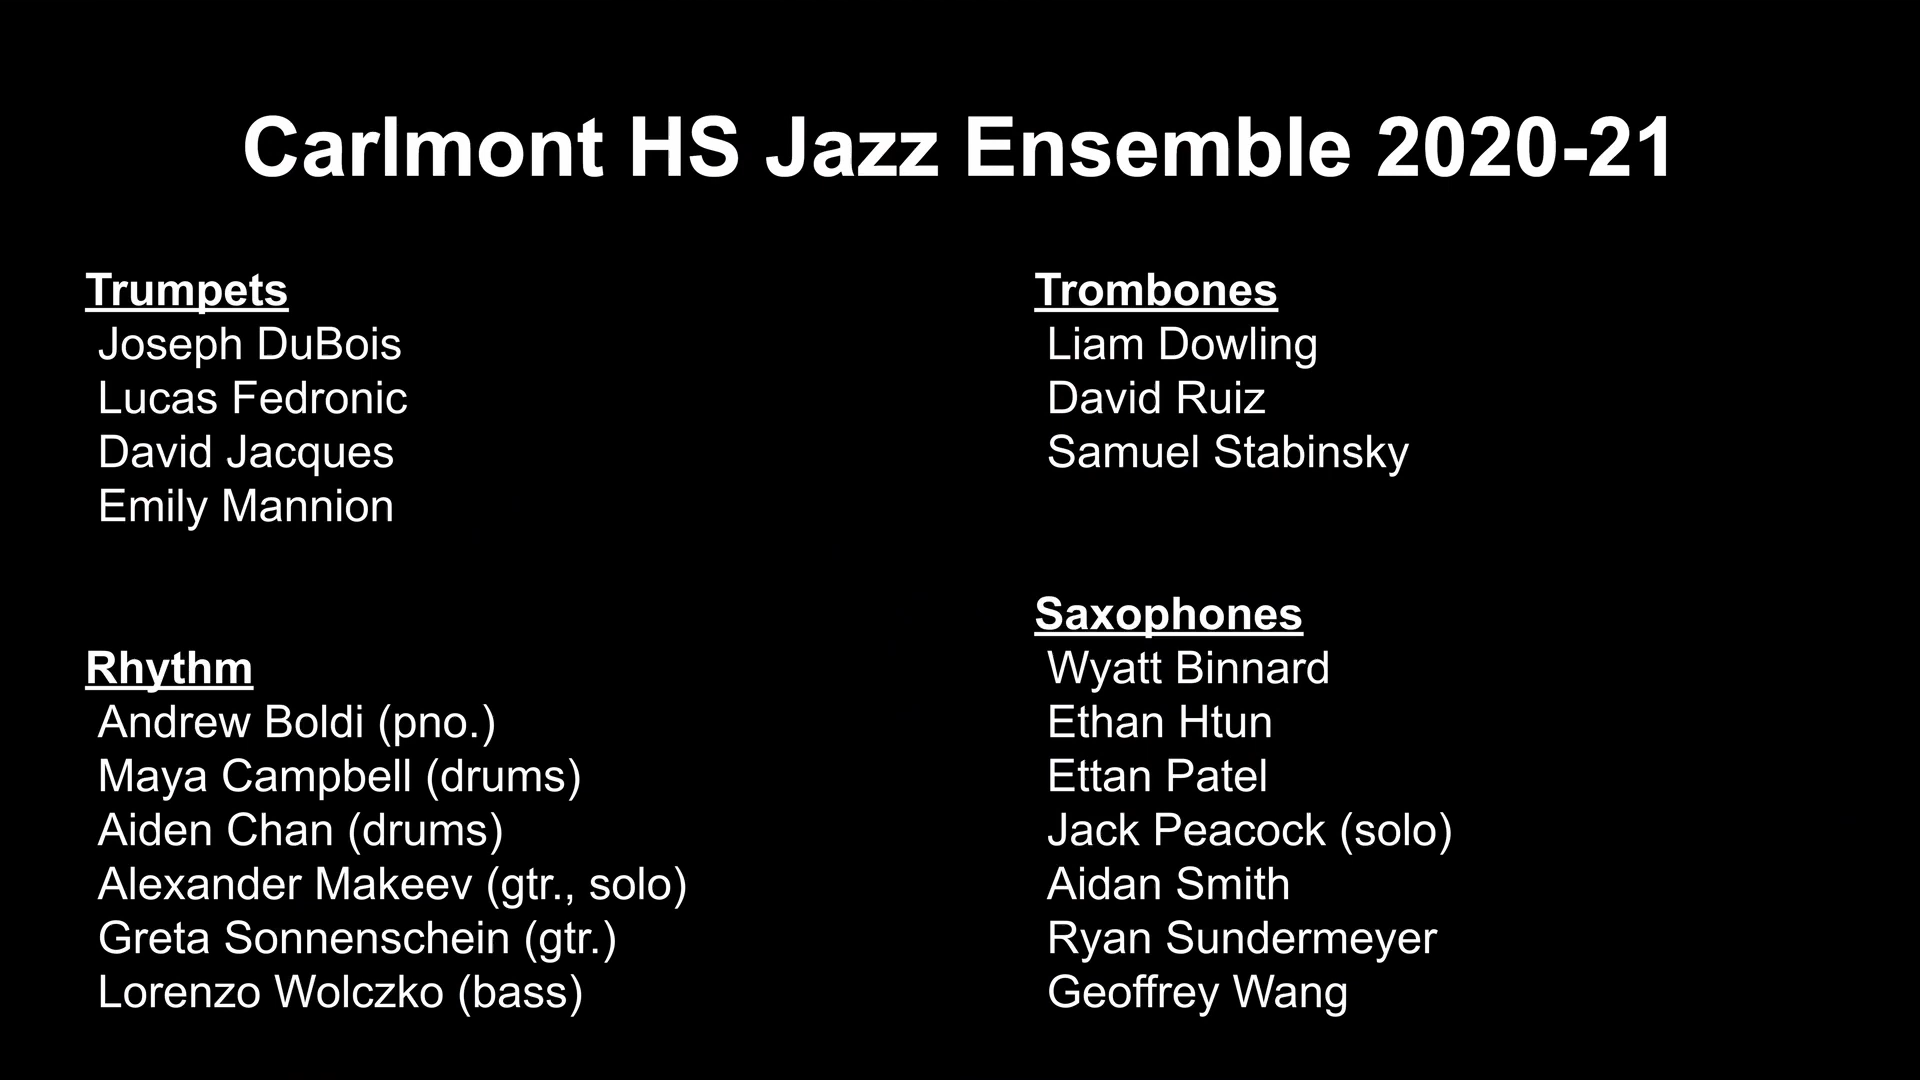 Carlmont HS Jazz Ensemble 2020-21
Trumpets
Joseph DuBois
Lucas Fedronic
David Jacques
Emily Mannion
Rhythm
Andrew Boldi (pno.)
Maya Campbell (drums)
Aiden Chan (drums)
Alexander Makeev (gtr., solo)
Greta Sonnenschein (gtr.)
Lorenzo Wolczko (bass)
Trombones
Liam Dowling
David Ruiz
Samuel Stabinsky
Saxophones
Wyatt Binnard
Ethan Htun
Ettan Patel
Jack Peacock (solo)
Aidan Smith
Ryan Sundermeyer
Geoffrey Wang